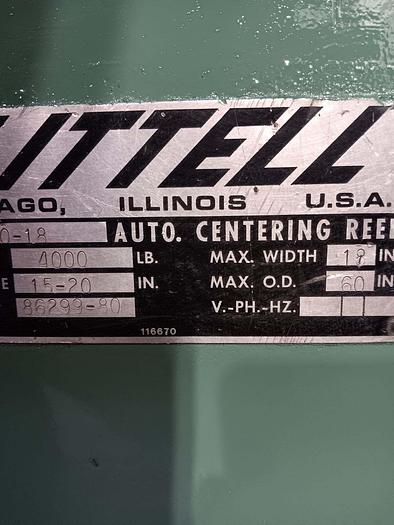 LITTELL
AGO, ILLINOIS U.S.A.
0-18 AUTO. CENTERING REE
4000 LB. MAX. WIDTH 18 IN
E 15-20 IN. MAX. O.D. 60 IN
86299-80 V.-PH.-HZ.
116670